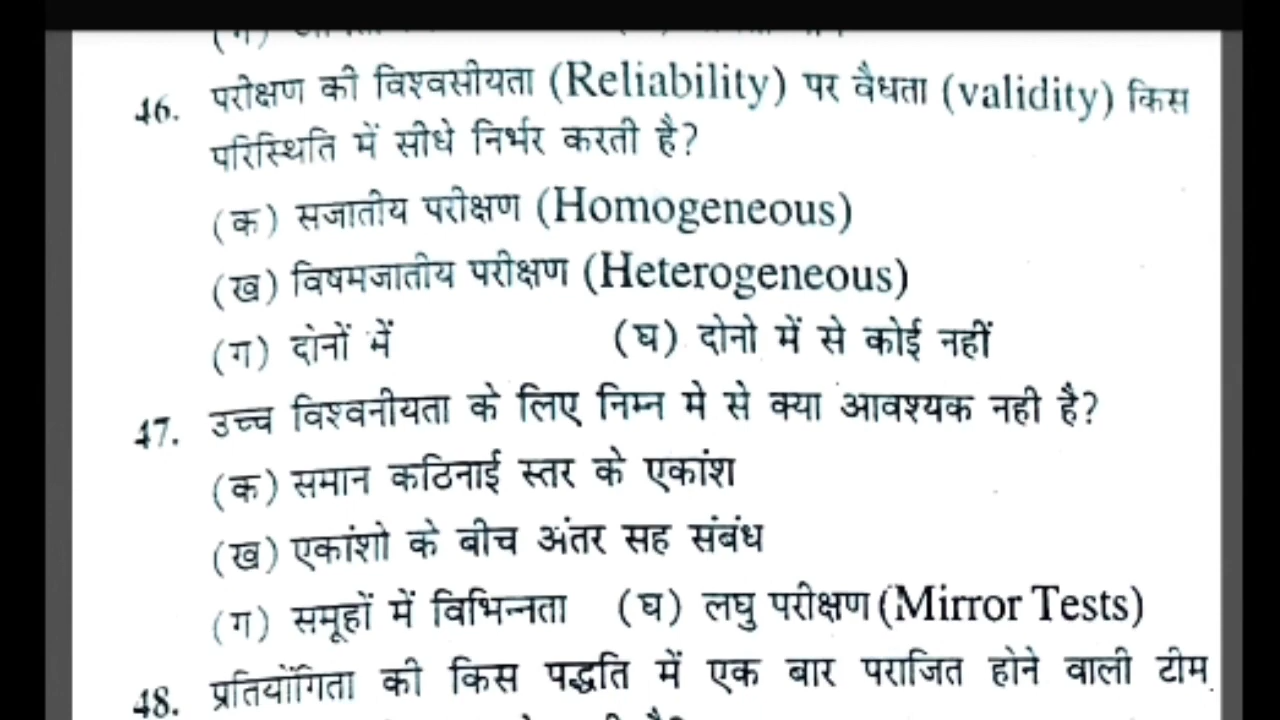 46. परीक्षण की विश्वसीयता (Reliability) पर वैधता (validity) किस
परिस्थिति में सीधे निर्भर करती है?
(क) सजातीय परीक्षण (Homogeneous)
(ख) विषमजातीय परीक्षण (Heterogeneous)
(ग) दोनों में (घ) दोनो में से कोई नहीं
47. उच्च विश्वनीयता के लिए निम्न मे से क्या आवश्यक नही है?
(क) समान कठिनाई स्तर के एकांश
(ख) एकांशो के बीच अंतर सह संबंध
(ग) समूहों में विभिन्नता (घ) लघु परीक्षण (Mirror Tests)
48. प्रतियोंगिता की किस पद्धति में एक बार पराजित होने वाली टीम